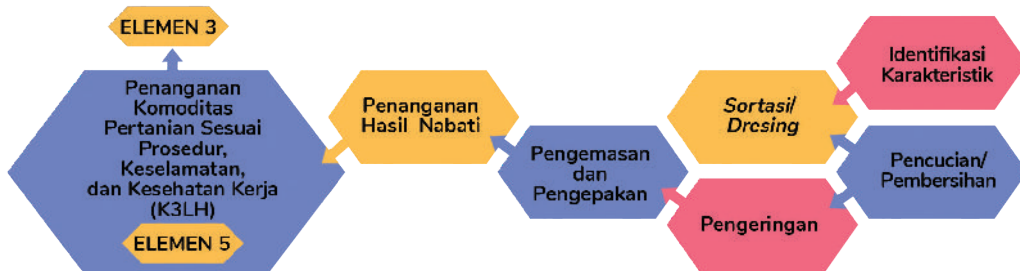 ELEMEN 3
Penanganan
Komoditas
Pertanian Sesuai
Prosedur,
Keselamatan,
dan Kesehatan Kerja
(K3LH)
ELEMEN 5
Penanganan
Hasil Nabati
Pengemasan
dan
Pengepakan
Sortasi/
Dresing
Pengeringan
Identifikasi
Karakteristik
Pencucian/
Pembersihan